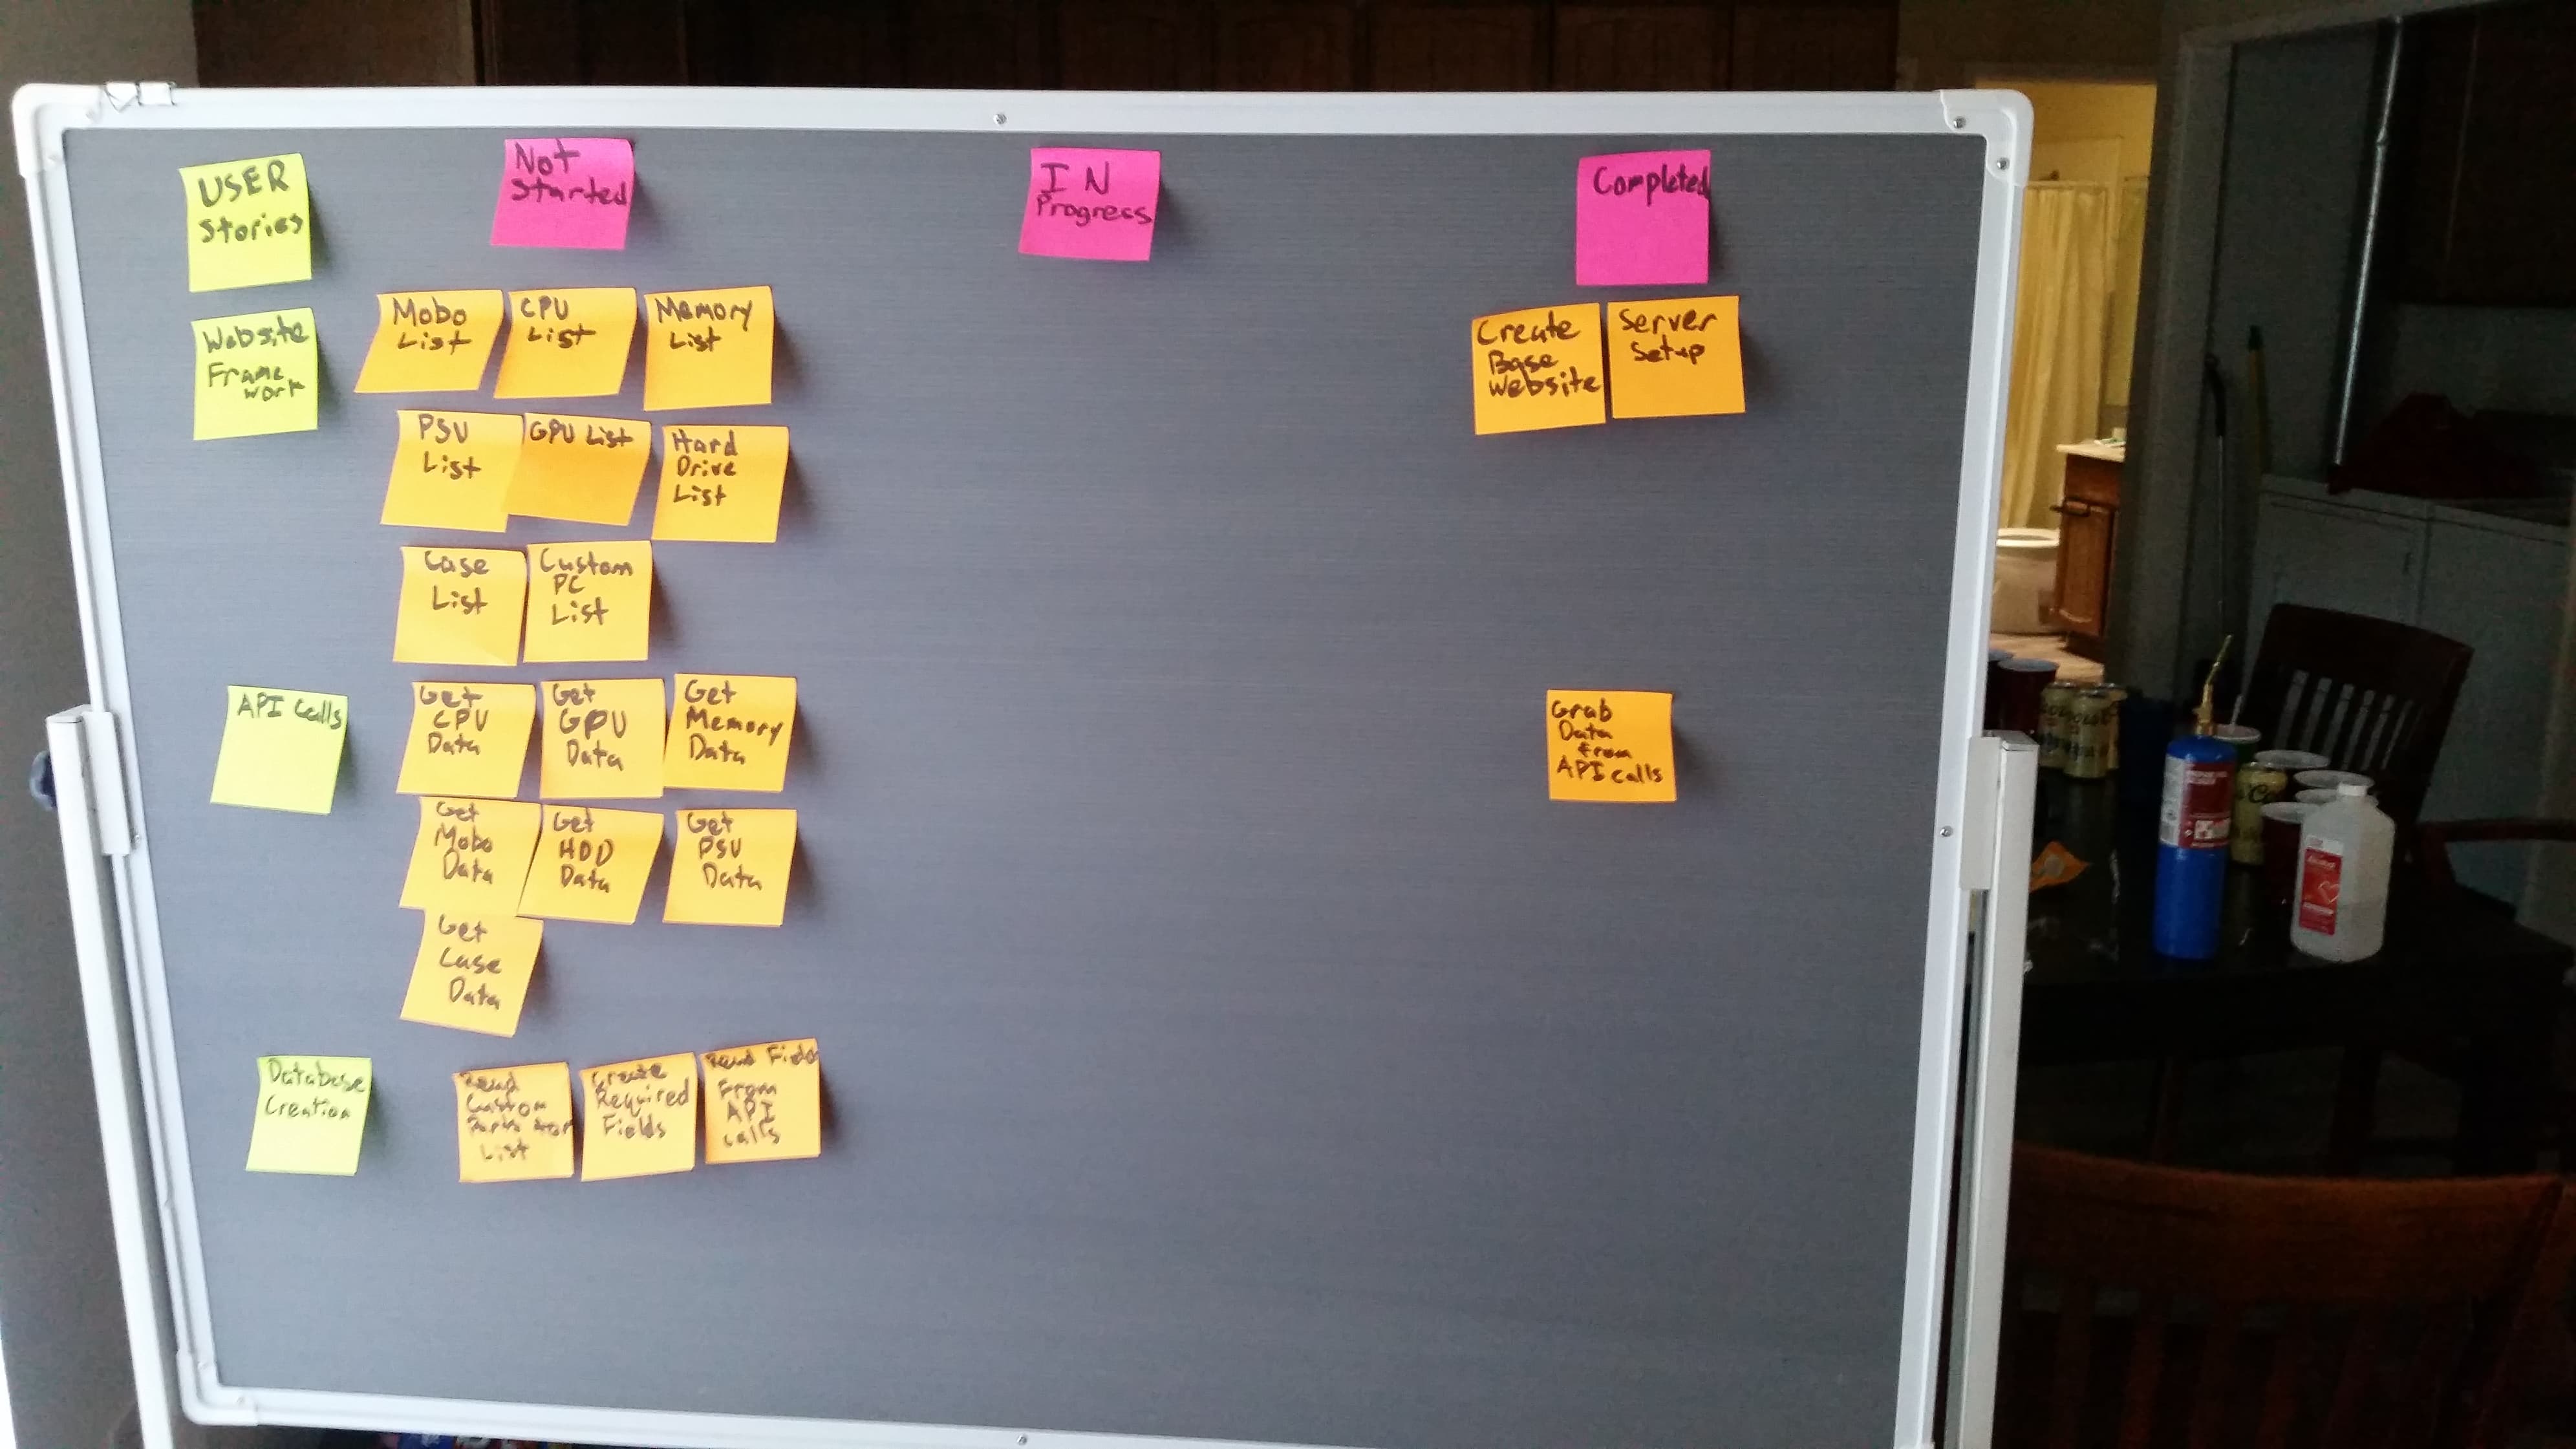 USER
Stories
Not
Started
IN
Progress
Completed
Website
Frame
work
Mobo
List
CPU
List
Memory
List
Create
Base
Website
Server
Setup
PSU
List
GPU List
Hard
Drive
List
Case
List
Custom
PC
List
API calls
Get
CPU
Data
Get
GPU
Data
Get
Memory
Data
Grab
Data
from
API calls
Get
Mobo
Data
Get
HDD
Data
Get
PSU
Data
Get
Case
Data
Database
Creation
Read
Custom
List
Create
Required
Fields
Read Fields
From
API
calls